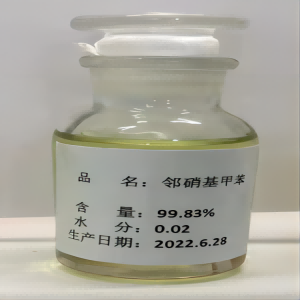 品 名：邻硝基甲苯
含 量：99.83%
水 分：0.02
生产日期：2022.6.28